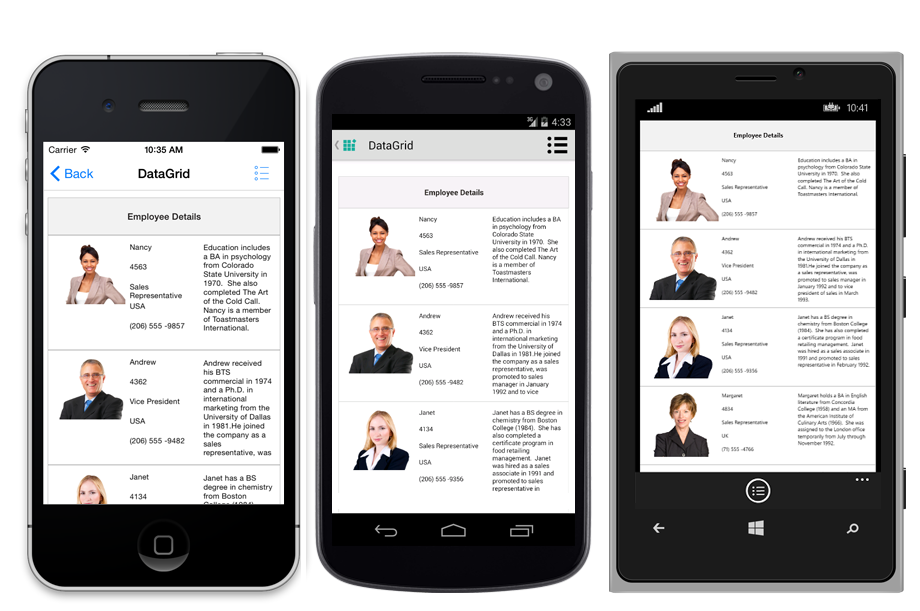 Carrier
10:35 AM
Back
DataGrid
Employee Details
Nancy
4563
Sales
Representative
USA
(206) 555 -9857
Education includes
a BA in psychology
from Colorado
State University in
1970. She also
completed The Art
of the Cold Call.
Nancy is a member
of Toastmasters
International.
Andrew
4362
Vice President
USA
(206) 555 -9482
Andrew received
his BTS
commercial in 1974
and a Ph.D. in
international
marketing from the
University of Dallas
in 1981.He joined
the company as a
sales
representative, was
Janet
4134
Janet has a BS
degree in chemistry
from Boston
College (1984). She
3G
4:33
DataGrid
Employee Details
Nancy
4563
Sales Representative
USA
(206) 555 -9857
Education includes a BA
in psychology from
Colorado State
University in 1970. She
also completed The Art
of the Cold Call. Nancy
is a member of
Toastmasters
International.
Andrew
4362
Vice President
USA
(206) 555 -9482
Andrew received his
BTS commercial in 1974
and a Ph.D. in
international marketing
from the University of
Dallas in 1981.He joined
the company as a sales
representative, was
promoted to sales
manager in January
1992 and to vice
Janet
4134
Sales Representative
USA
(206) 555 -9356
Janet has a BS degree in
chemistry from Boston
College (1984). She has
also completed a
certificate program in
food retailing
management. Janet
was hired as a sales
associate in 1991 and
promoted to sales
representative in
10:41
Employee Details
Nancy
4563
Sales Representative
USA
(206) 555 -9857
Education includes a BA in
psychology from Colorado State
University in 1970. She also
completed The Art of the Cold
Call. Nancy is a member of
Toastmasters International.
Andrew
4362
Vice President
USA
(206) 555 -9482
Andrew received his BTS
commercial in 1974 and a Ph.D.
in international marketing from
the University of Dallas in
1981.He joined the company as
a sales representative, was
promoted to sales manager in
January 1992 and to vice
president of sales in March
1993.
Janet
4134
Sales Representative
USA
(206) 555 -9356
Janet has a BS degree in
chemistry from Boston College
(1984). She has also completed
a certificate program in food
retailing management. Janet
was hired as a sales associate in
1991 and promoted to sales
representative in February 1992.
Margaret
4834
Sales Representative
UK
(71) 555 -4766
Margaret holds a BA in English
literature from Concordia
College (1958) and an MA from
the American Institute of
Culinary Arts (1966). She was
assigned to the London office
temporarily from July through
November 1992.